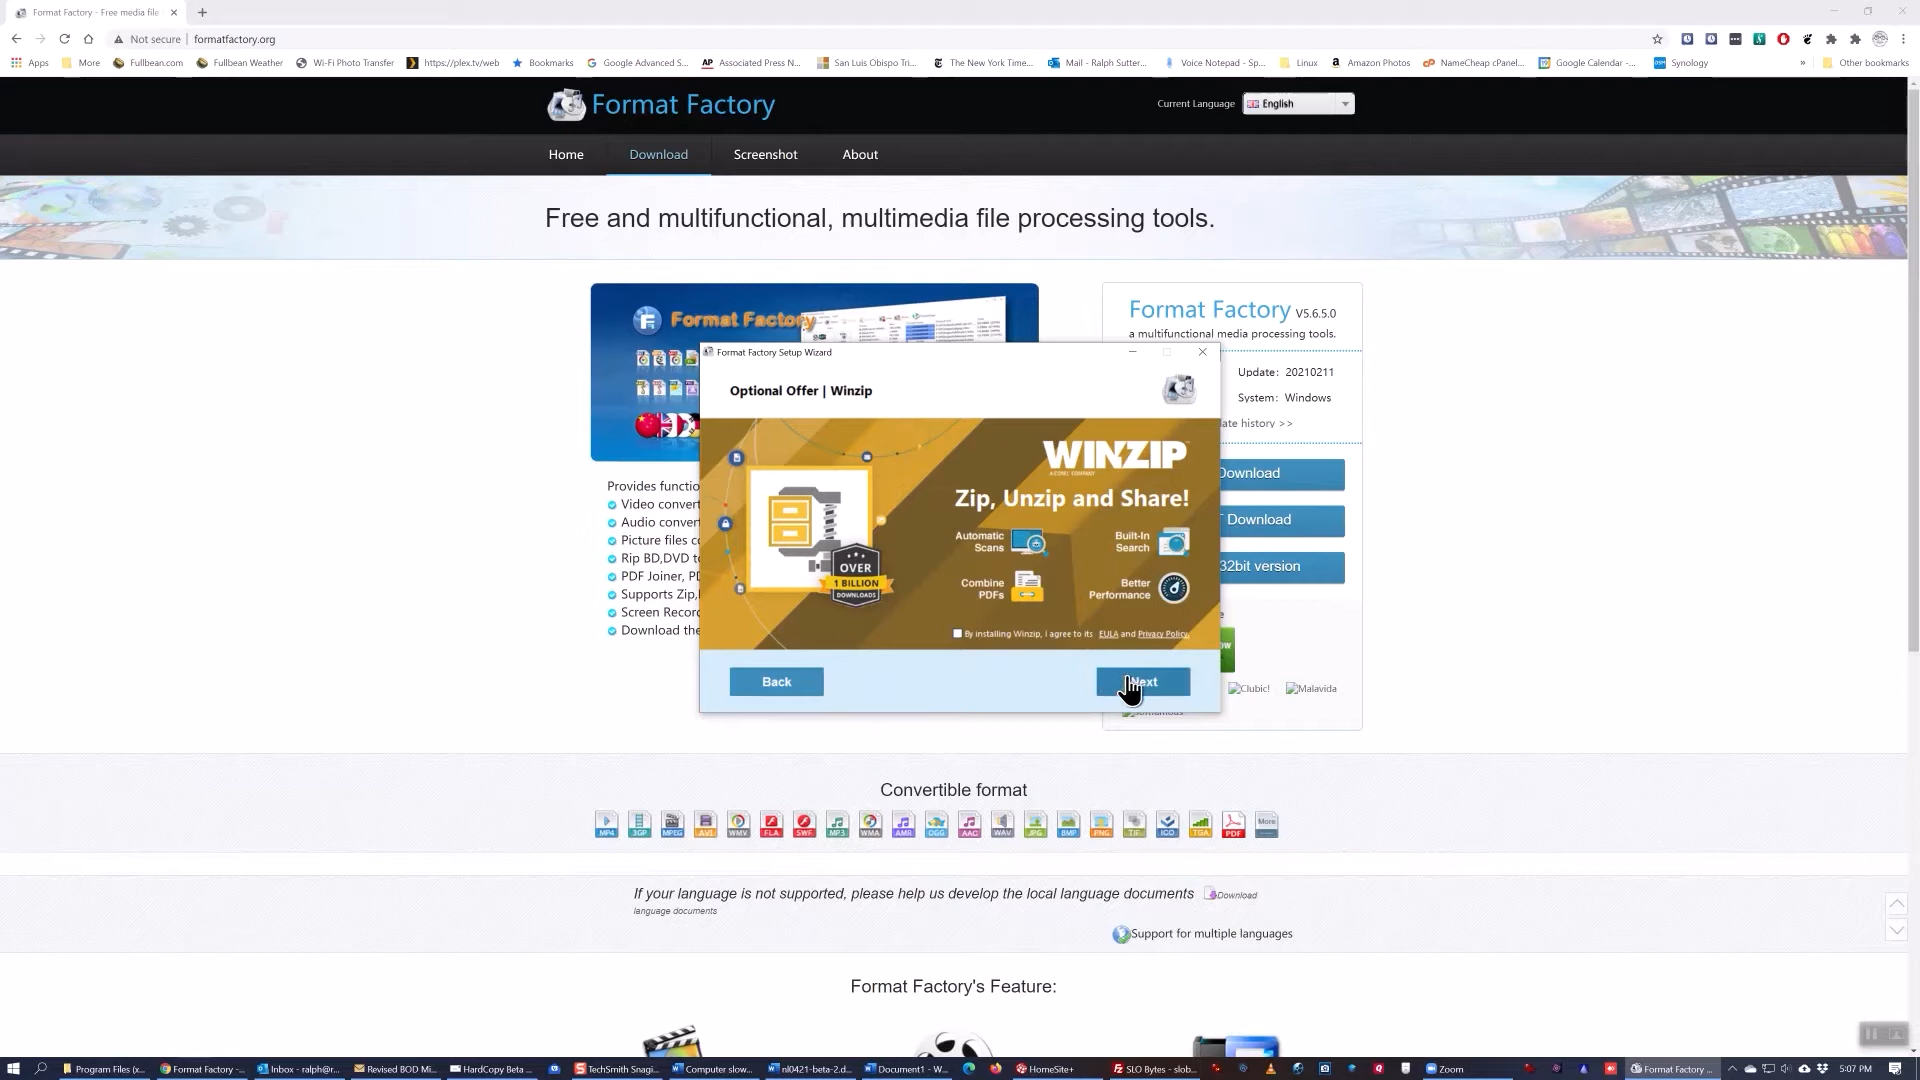 Format Factory - Free media file
Not secure
formatfactory.org
Apps
More
Fullbean.com
Fullbean Weather
Wi-Fi Photo Transfer
https://plex.tv/web
Bookmarks
Google Advanced S...
AP Associated Press N...
San Luis Obispo Tri...
The New York Time...
Mail - Ralph Sutter...
Voice Notepad - Sp...
Linux
Amazon Photos
NameCheap cPanel...
Google Calendar -...
Synology
»
Other bookmarks
Format Factory
Current Language
English
Home
Download
Screenshot
About
Free and multifunctional, multimedia file processing tools.
Format Factory
Format Factory V5.6.5.0
a multifunctional media processing tools.
Update: 20210211
System: Windows
ate history >>
Download
T Download
32bit version
Clubic!
Malavida
Provides functio
Video convert
Audio convert
Picture files co
Rip BD,DVD to
PDF Joiner, PD
Supports Zip,
Screen Record
Download the
Format Factory Setup Wizard
Optional Offer | Winzip
WINZIP
A COREL COMPANY
Zip, Unzip and Share!
Automatic Scans
Built-In Search
Combine PDFs
Better Performance
OVER
1 BILLION
DOWNLOADS
By installing Winzip, I agree to its EULA and Privacy Policy.
Back
Next
Convertible format
MP4 3GP MPEG AVI WMV FLA SWF MP3 WMA AMR OGG AAC WAV JPG BMP PNG TIF ICO TGA PDF More
If your language is not supported, please help us develop the local language documents Download
language documents
Support for multiple languages
Format Factory's Feature:
Program Files (x...
Format Factory -...
Inbox - ralph@r...
Revised BOD Mi...
HardCopy Beta ...
TechSmith Snagi...
Computer slow...
nl0421-beta-2.d...
Document1 - W...
HomeSite+
SLO Bytes - slob...
Zoom
Format Factory ...
5:07 PM